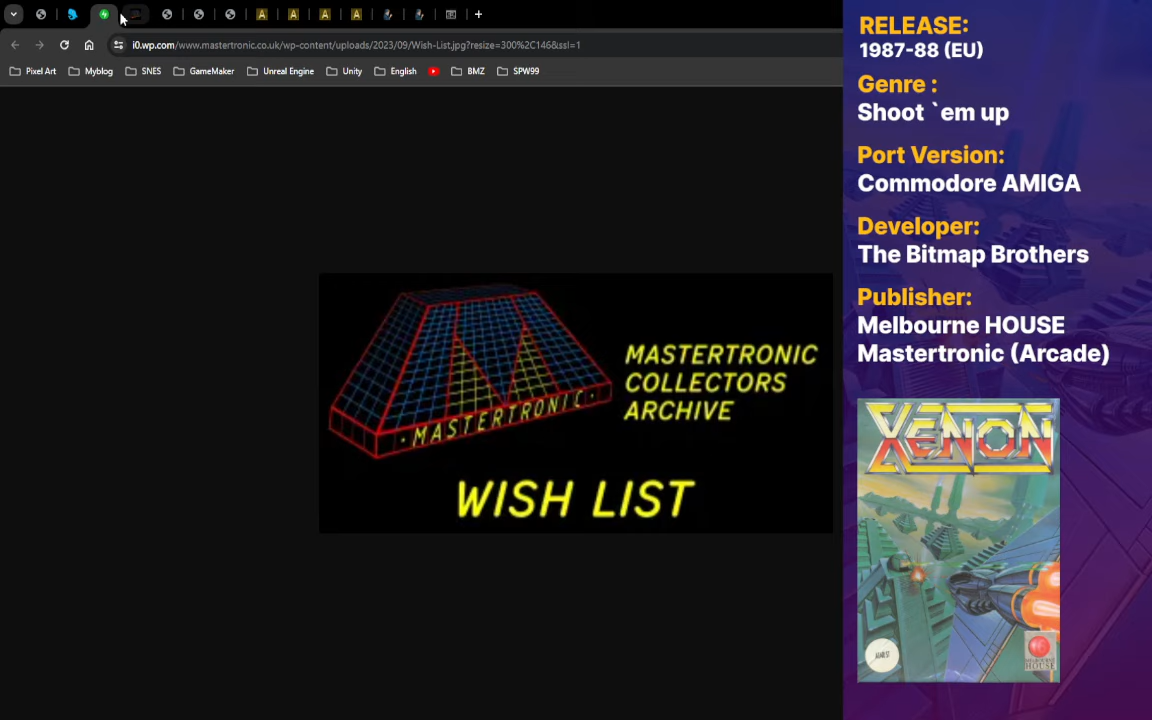 i0.wp.com/www.mastertronic.co.uk/wp-content/uploads/2023/09/Wish-List.jpg?resize=300%2C146&ssl=1
Pixel Art Myblog SNES GameMaker Unreal Engine Unity English BMZ SPW99
RELEASE:
1987-88 (EU)
Genre :
Shoot `em up
Port Version:
Commodore AMIGA
Developer:
The Bitmap Brothers
Publisher:
Melbourne HOUSE
Mastertronic (Arcade)
·MASTERTRONIC·
MASTERTRONIC
COLLECTORS
ARCHIVE
WISH LIST
XENON
16
MELBOURNE
HOUSE